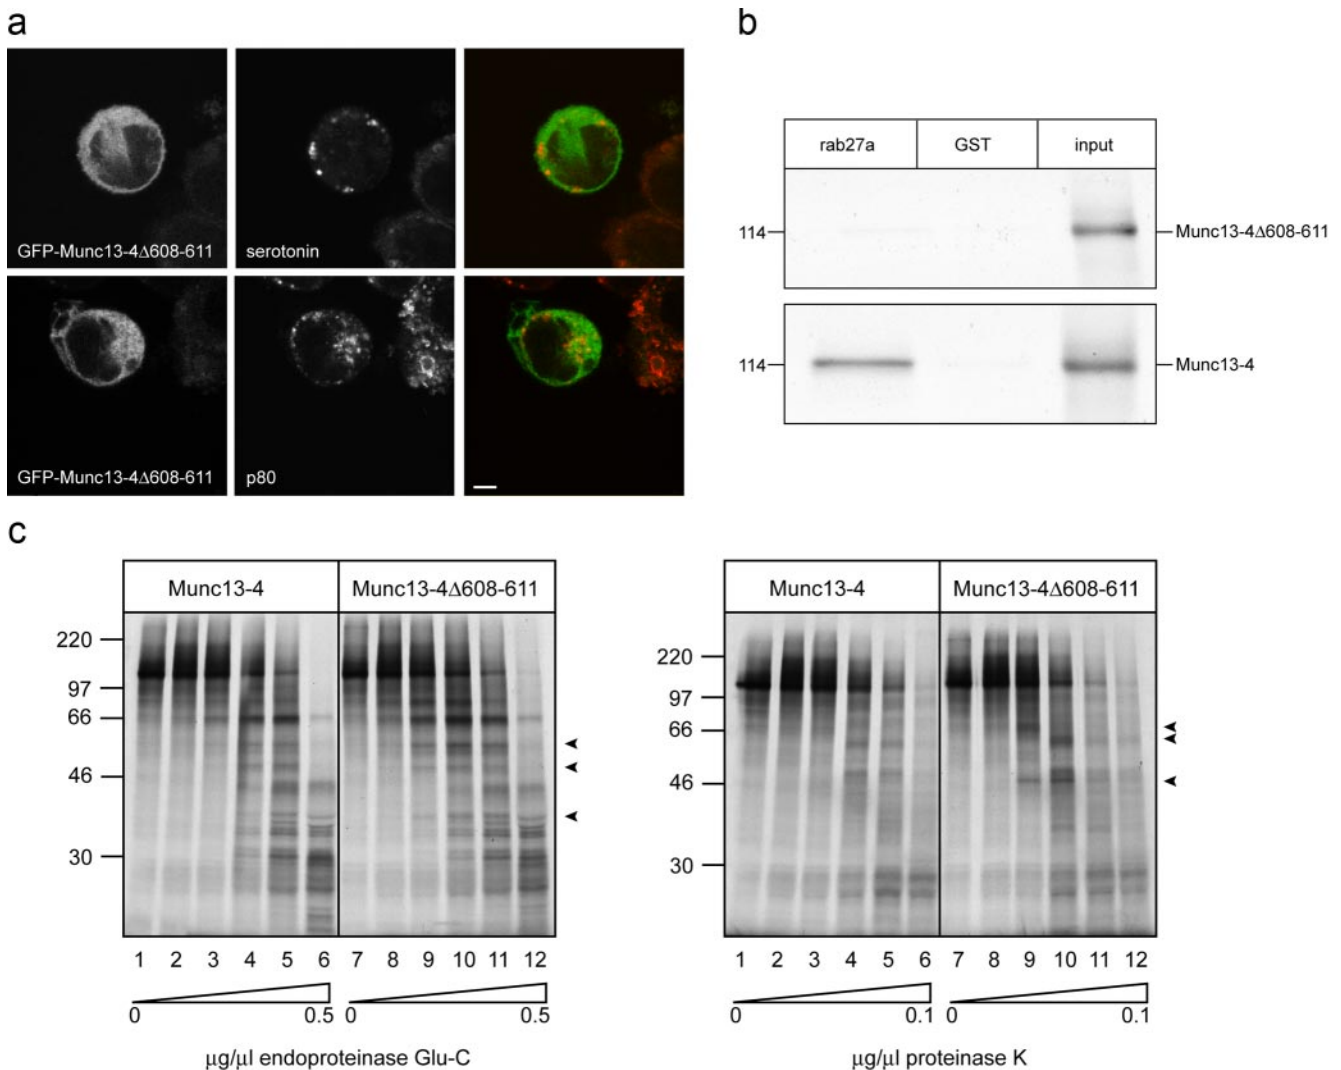 a
GFP-Munc13-4Δ608-611
serotonin
GFP-Munc13-4Δ608-611
p80
b
rab27a GST input
114 Munc13-4Δ608-611
114 Munc13-4
c
Munc13-4 Munc13-4Δ608-611
220
97
66
46
30
1 2 3 4 5 6 7 8 9 10 11 12
0 0.5 0 0.5
µg/µl endoproteinase Glu-C
Munc13-4 Munc13-4Δ608-611
220
97
66
46
30
1 2 3 4 5 6 7 8 9 10 11 12
0 0.1 0 0.1
µg/µl proteinase K